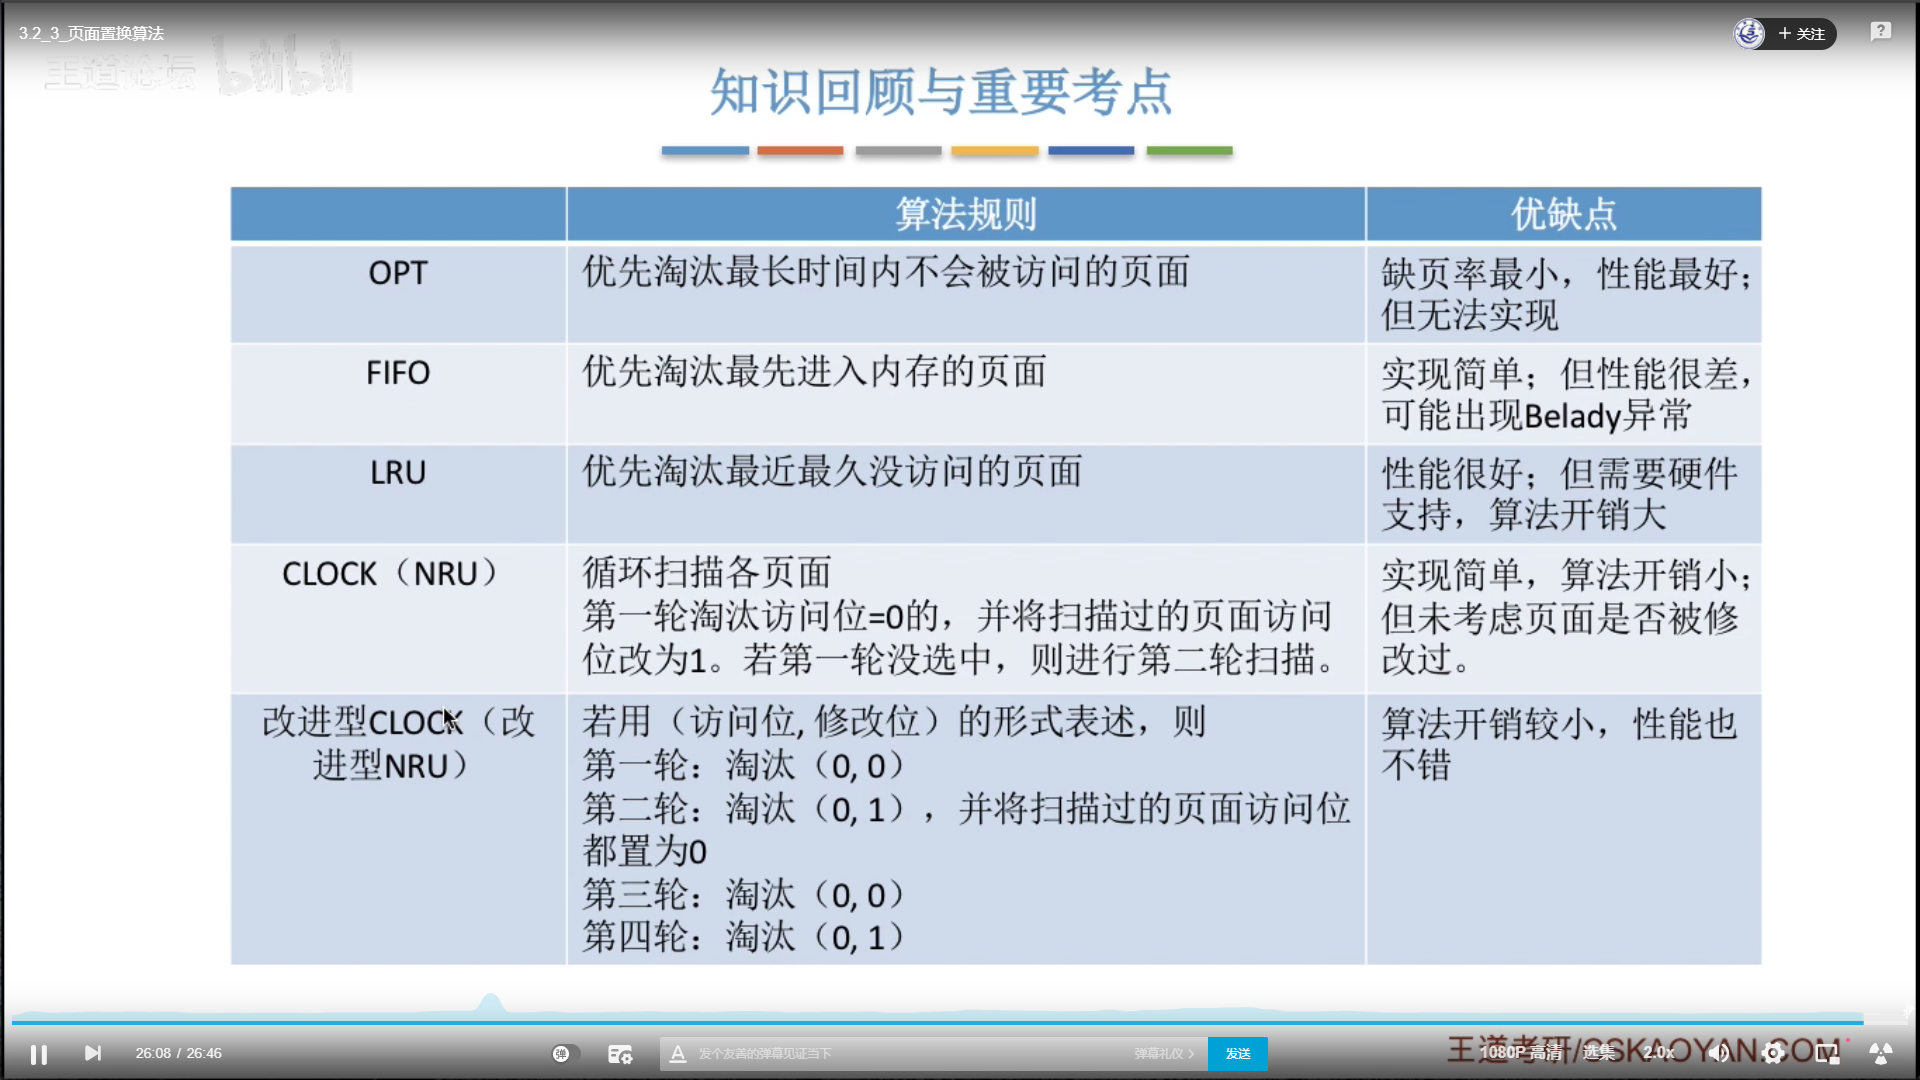 3.2_3_页面置换算法
关注
王道论坛 bilibili
知识回顾与重要考点
算法规则 优缺点
OPT 优先淘汰最长时间内不会被访问的页面 缺页率最小，性能最好；
但无法实现
FIFO 优先淘汰最先进入内存的页面 实现简单；但性能很差，
可能出现Belady异常
LRU 优先淘汰最近最久没访问的页面 性能很好；但需要硬件
支持，算法开销大
CLOCK（NRU） 循环扫描各页面 实现简单，算法开销小；
第一轮淘汰访问位=0的，并将扫描过的页面访问 但未考虑页面是否被修
位改为1。若第一轮没选中，则进行第二轮扫描。 改过。
改进型CLOCK（改 若用（访问位, 修改位）的形式表述，则 算法开销较小，性能也
进型NRU） 第一轮：淘汰（0, 0） 不错
第二轮：淘汰（0, 1），并将扫描过的页面访问位
都置为0
第三轮：淘汰（0, 0）
第四轮：淘汰（0, 1）
王道考研/CSKAOYAN.COM
26:08 / 26:46 弹 A 发个友善的弹幕见证当下 弹幕礼仪 发送 1080P 高清 选集 2.0x